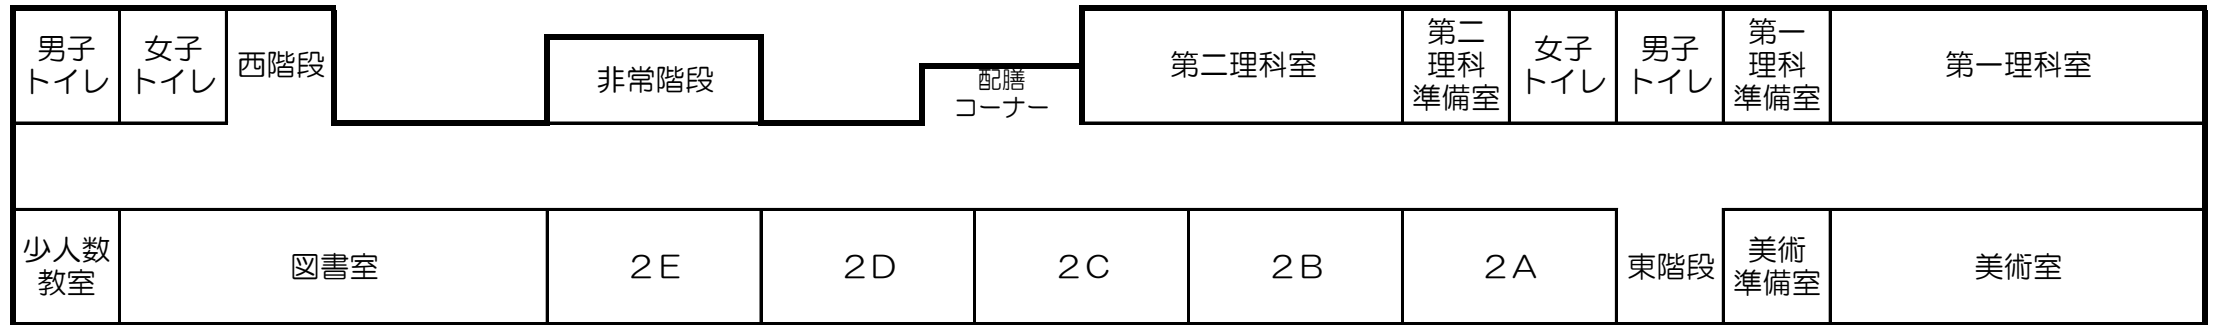 男子
トイレ
女子
トイレ
西階段
非常階段
配膳
コーナー
第二理科室
第二
理科
準備室
女子
トイレ
男子
トイレ
第一
理科
準備室
第一理科室
少人数
教室
図書室
２Ｅ
２Ｄ
２Ｃ
２Ｂ
２Ａ
東階段
美術
準備室
美術室